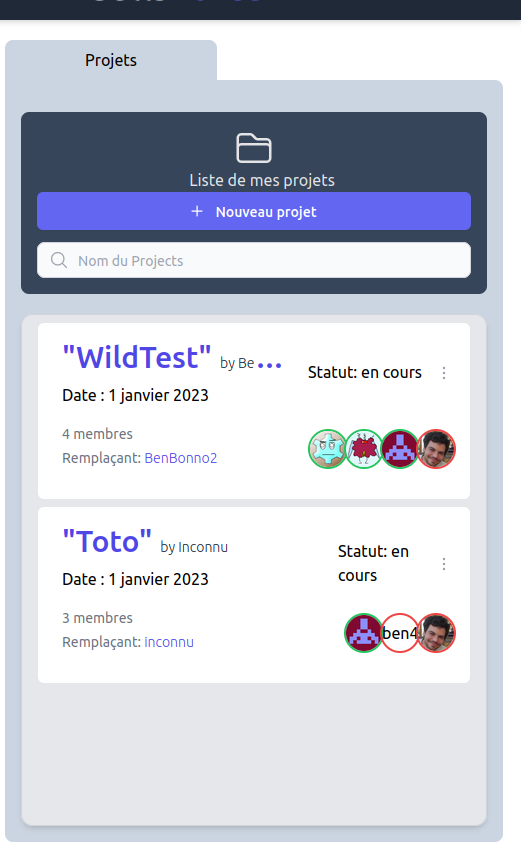 Projets
Liste de mes projets
+ Nouveau projet
Nom du Projects
"WildTest" by Be...
Statut: en cours
Date : 1 janvier 2023
4 membres
Remplaçant: BenBonno2
"Toto" by Inconnu
Statut: en
cours
Date : 1 janvier 2023
3 membres
Remplaçant: inconnu
ben4